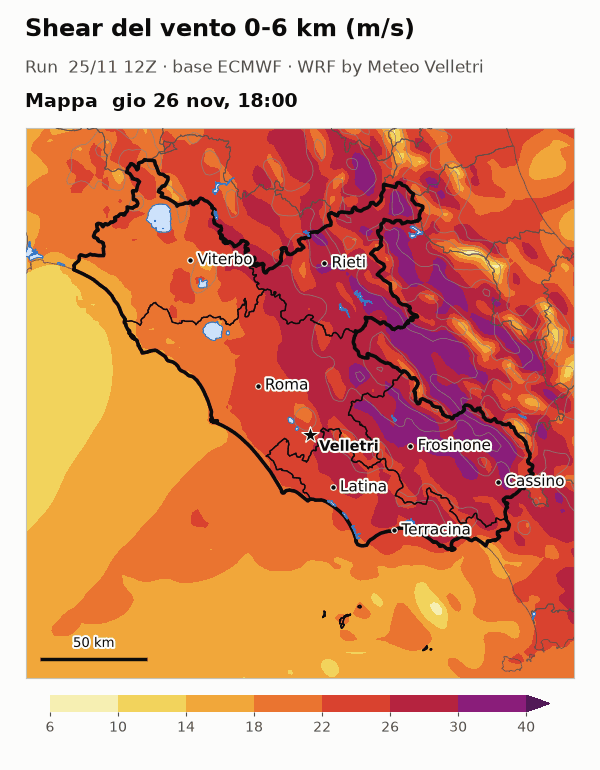 Shear del vento 0-6 km (m/s)
Run  25/11 12Z · base ECMWF · WRF by Meteo Velletri
Mappa  gio 26 nov, 18:00
Viterbo
Rieti
Roma
Velletri
Frosinone
Cassino
Latina
Terracina
50 km
6 10 14 18 22 26 30 40